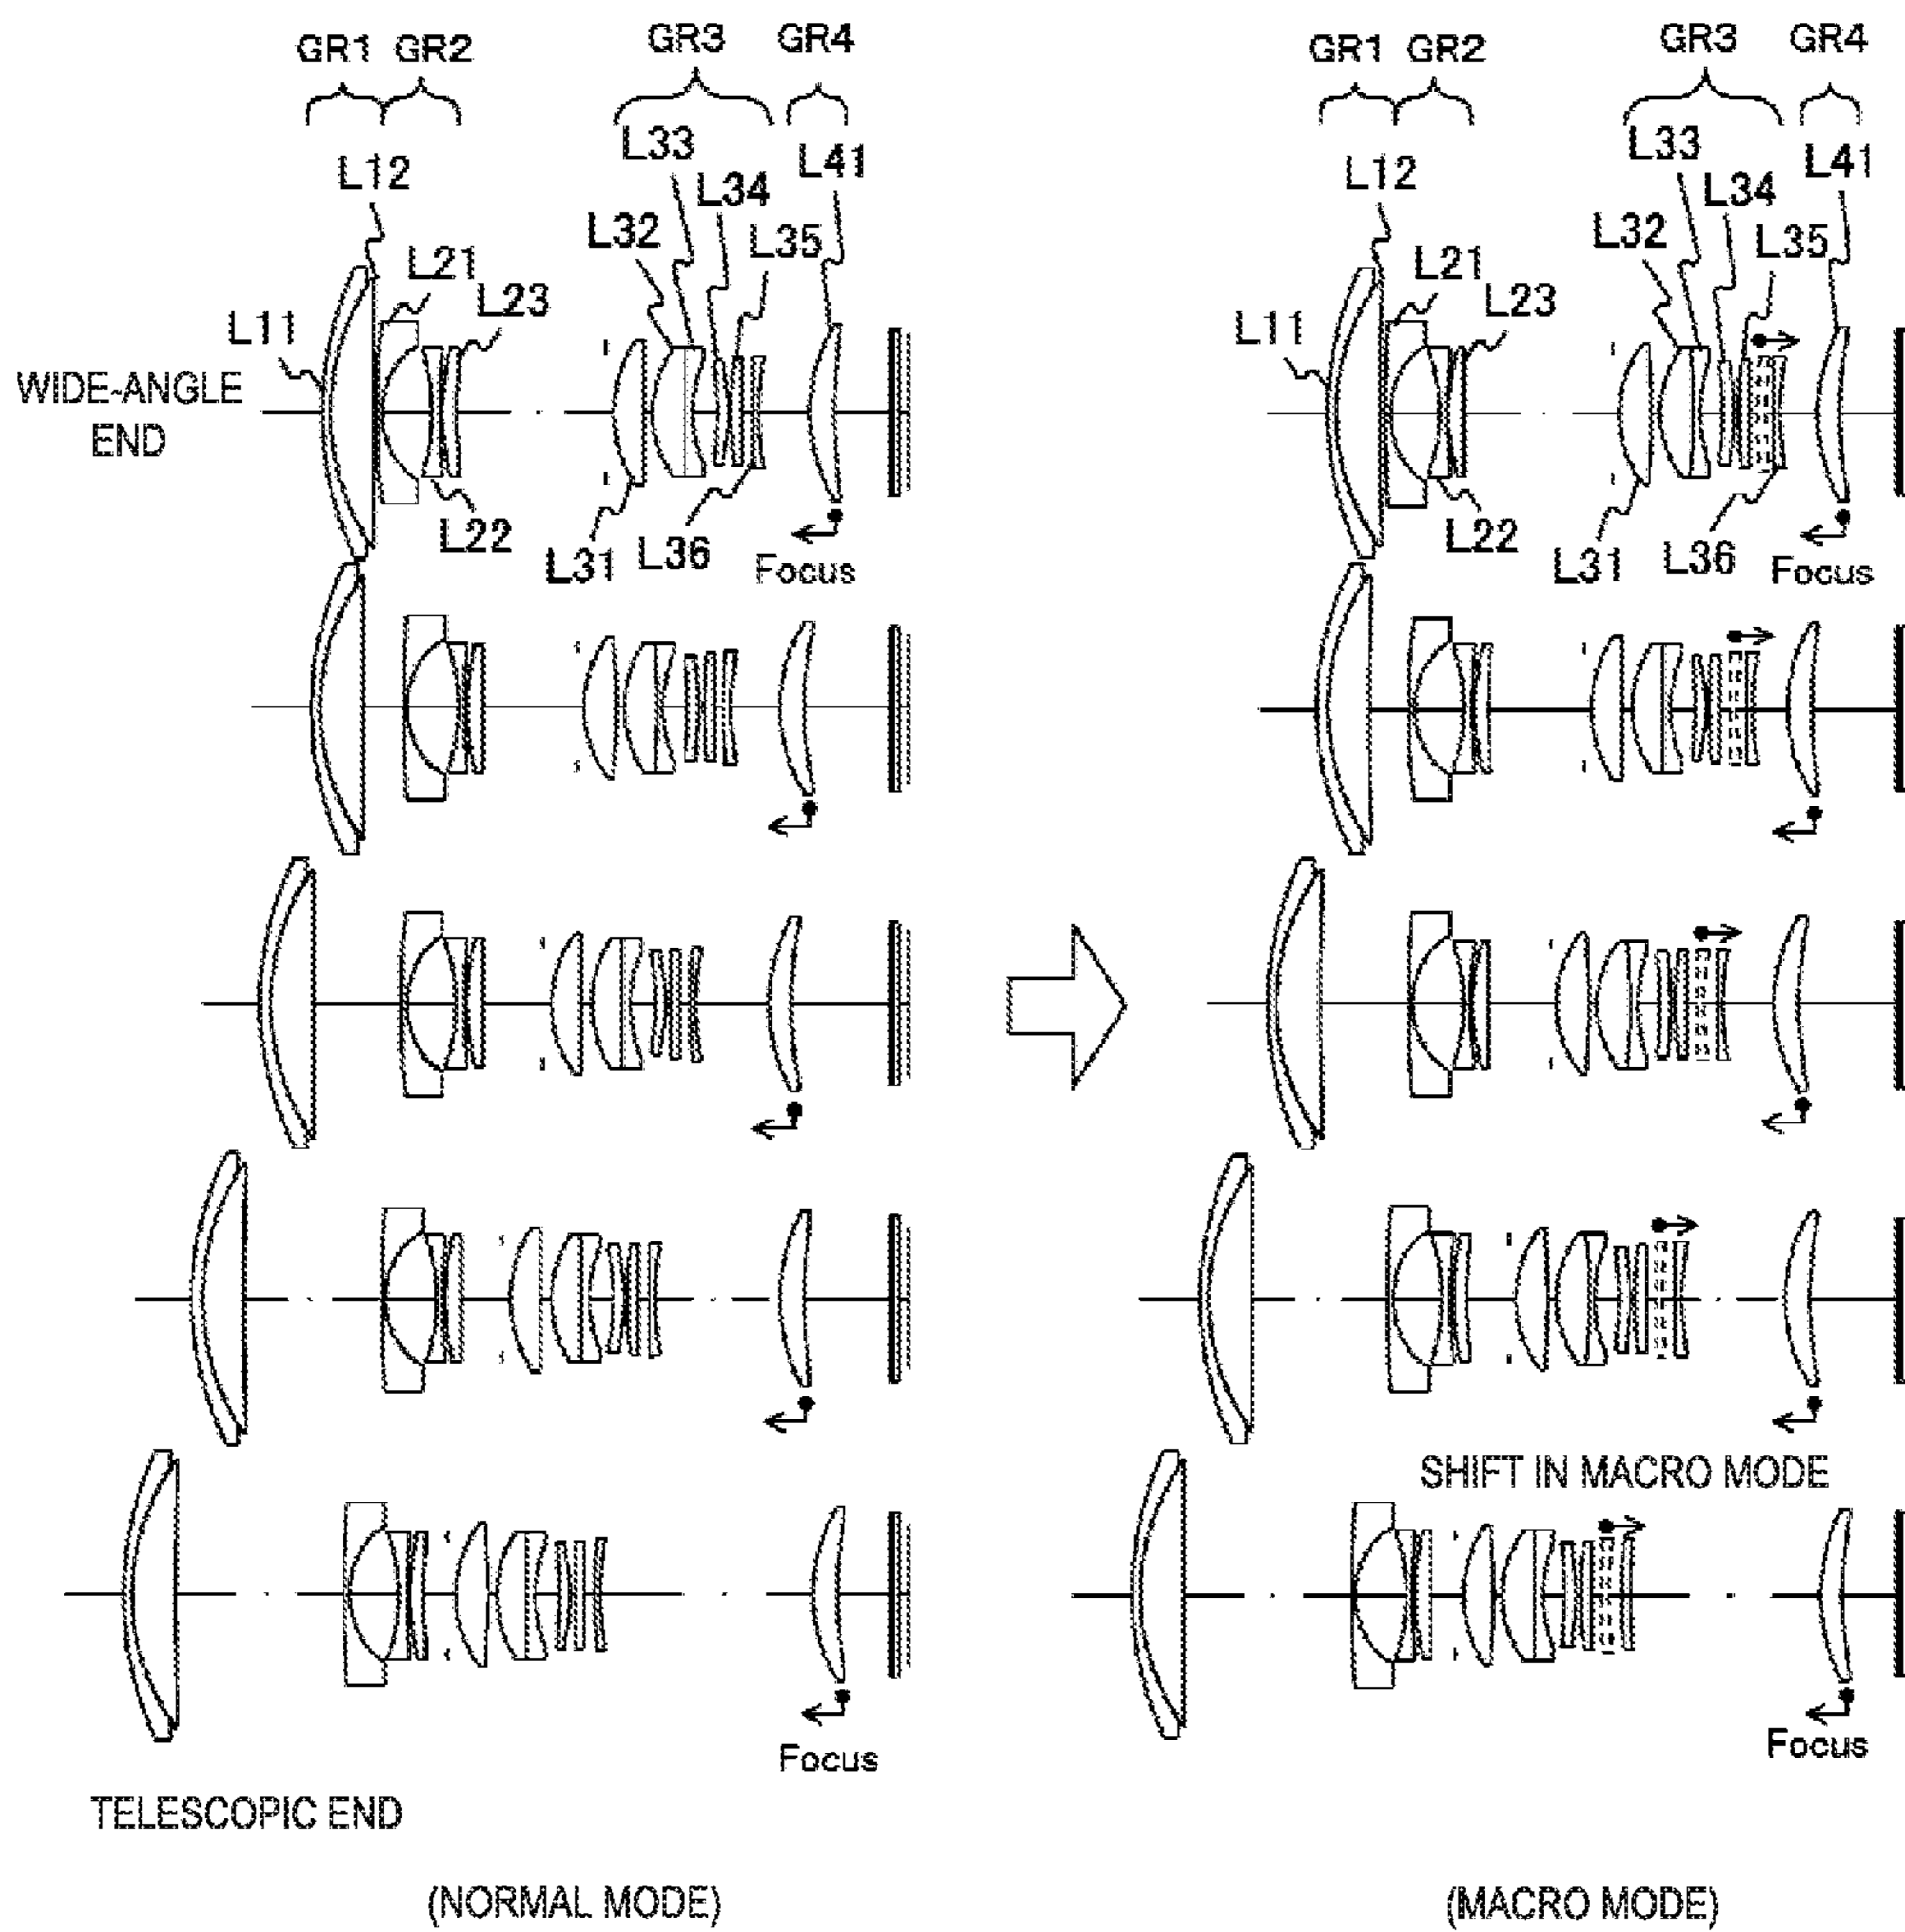 GR1 GR2 GR3 GR4
L33
L12 L34 L41
L32 L35
L21
L23
L11
WIDE-ANGLE
END
L22
L31 L36
Focus
GR1 GR2 GR3 GR4
L33
L12 L34 L41
L32 L35
L21
L23
L11
L22
L31 L36
Focus
SHIFT IN MACRO MODE
Focus
Focus
TELESCOPIC END
(NORMAL MODE)
(MACRO MODE)